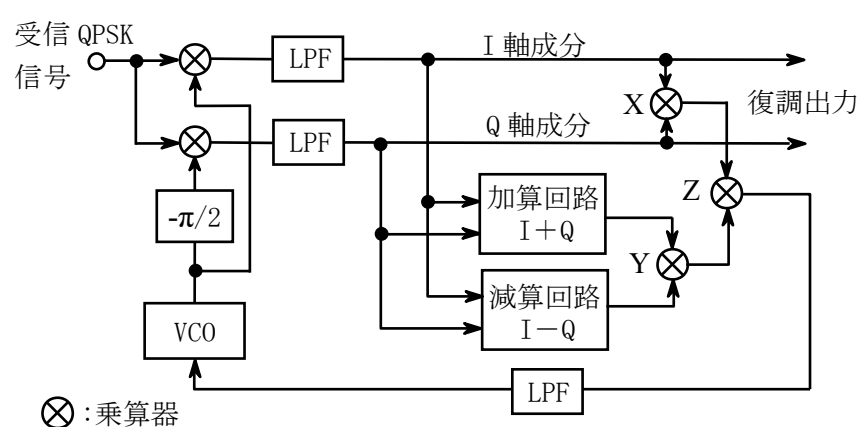 受信 QPSK
信号
LPF
I 軸成分
X
復調出力
LPF
Q 軸成分
-π/2
加算回路
I＋Q
Z
Y
減算回路
I－Q
VCO
LPF
:乗算器